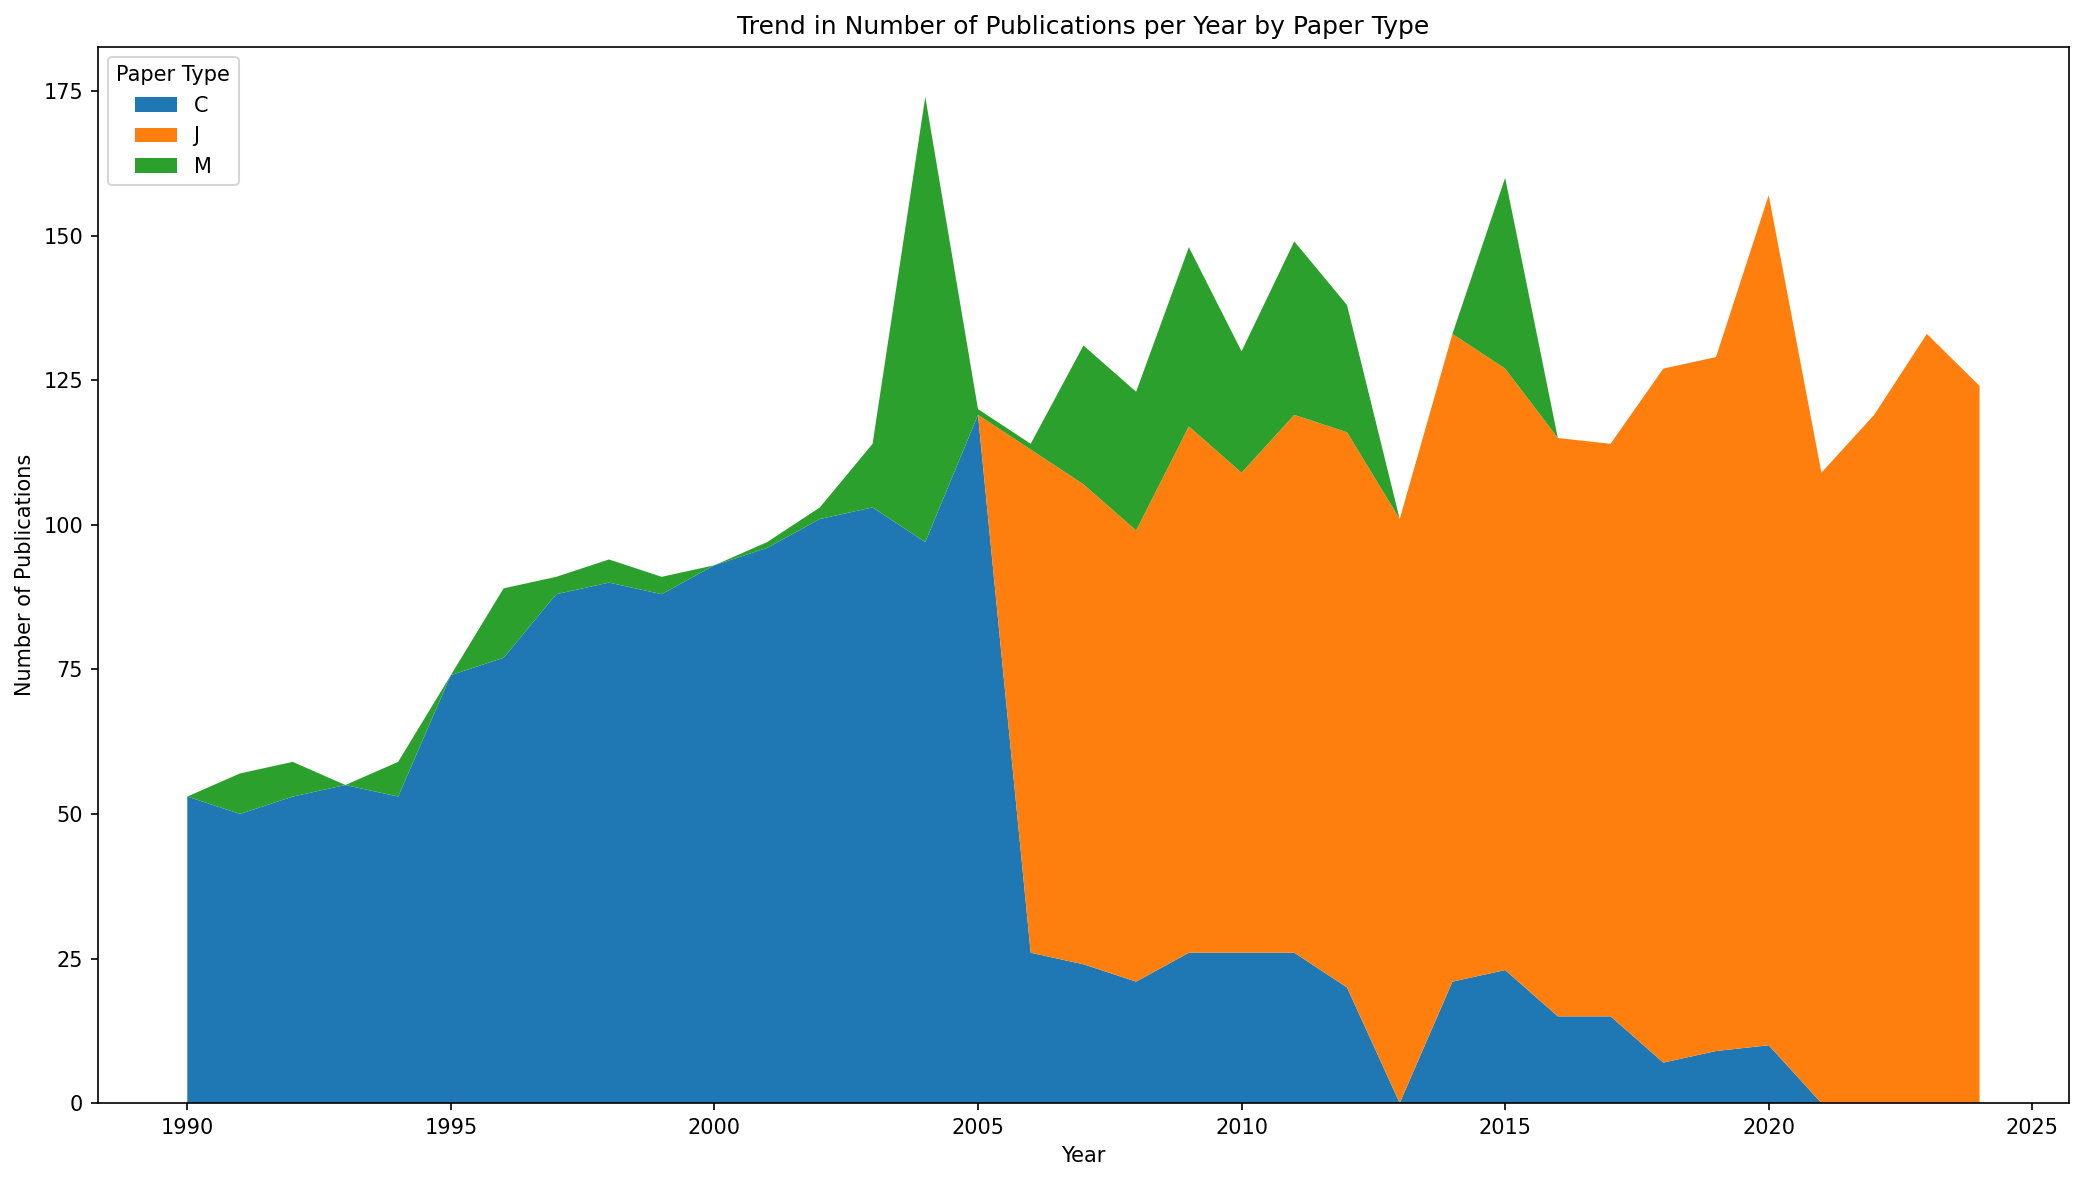 Trend in Number of Publications per Year by Paper Type
Paper Type
C
J
M
Number of Publications
175
150
125
100
75
50
25
0
1990 1995 2000 2005 2010 2015 2020 2025
Year